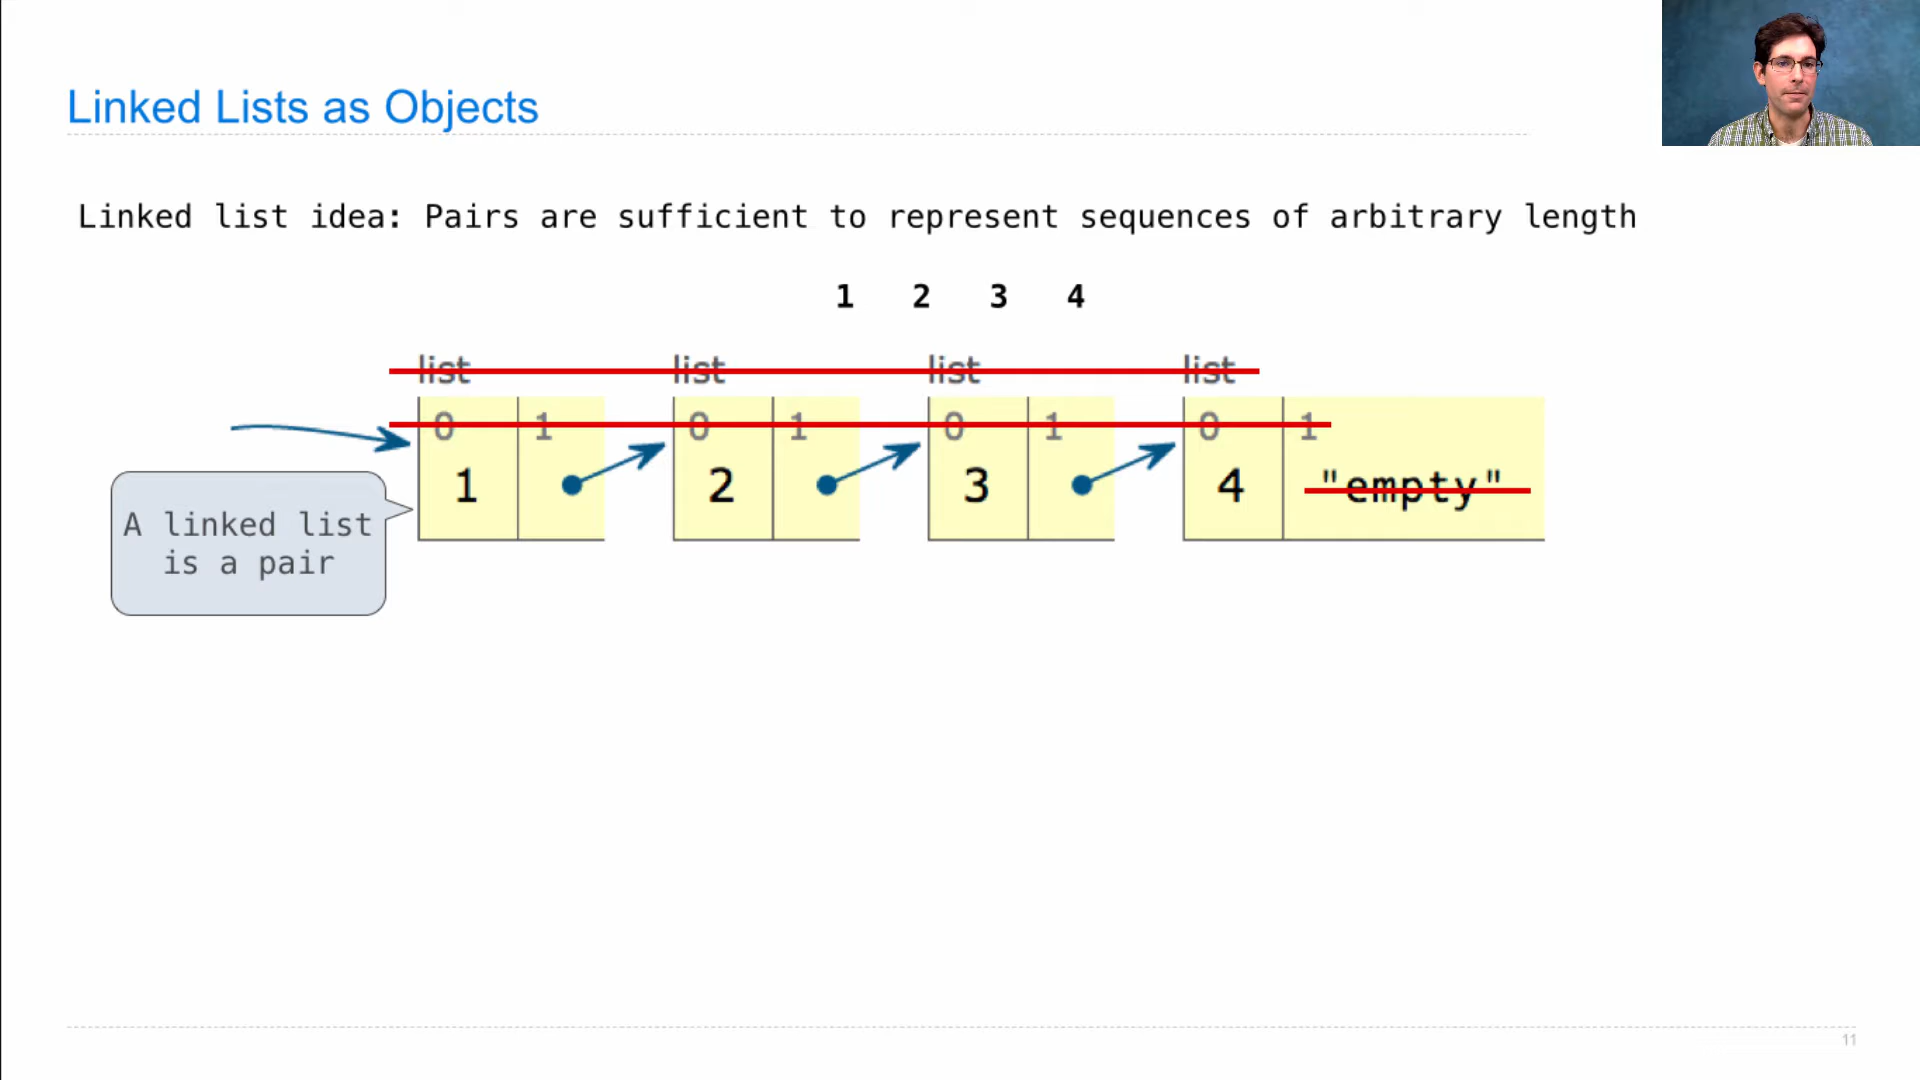 Linked Lists as Objects
Linked list idea: Pairs are sufficient to represent sequences of arbitrary length
1 2 3 4
list list list list
0 1 0 1 0 1 0 1
1 2 3 4 "empty"
A linked list
is a pair
11